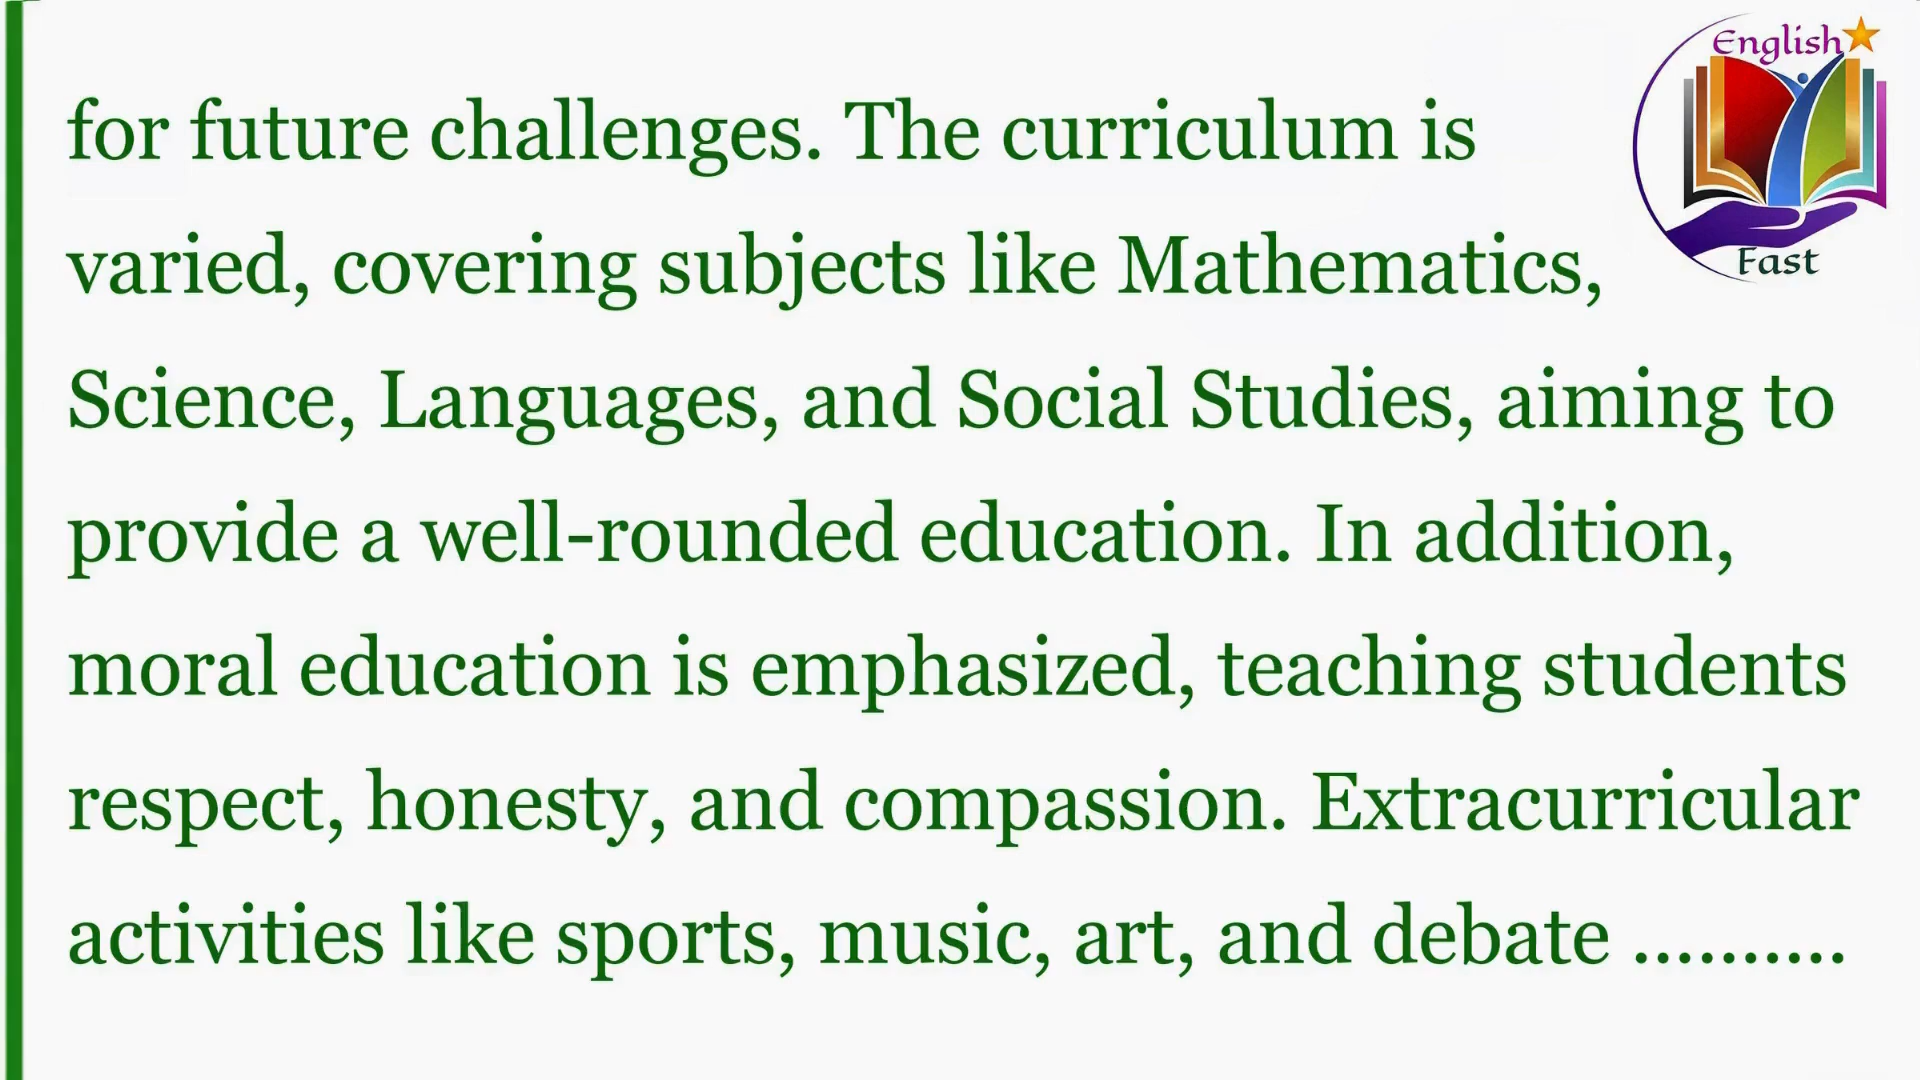 English
for future challenges. The curriculum is
varied, covering subjects like Mathematics,
Fast
Science, Languages, and Social Studies, aiming to
provide a well-rounded education. In addition,
moral education is emphasized, teaching students
respect, honesty, and compassion. Extracurricular
activities like sports, music, art, and debate ..........